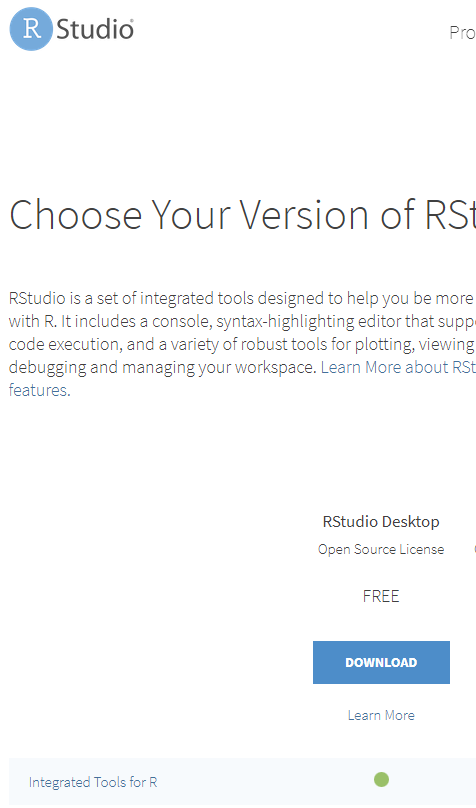 R Studio®
Pro
Choose Your Version of RSt
RStudio is a set of integrated tools designed to help you be more
with R. It includes a console, syntax-highlighting editor that supp
code execution, and a variety of robust tools for plotting, viewing
debugging and managing your workspace. Learn More about RSt
features.
RStudio Desktop
Open Source License
FREE
DOWNLOAD
Learn More
Integrated Tools for R